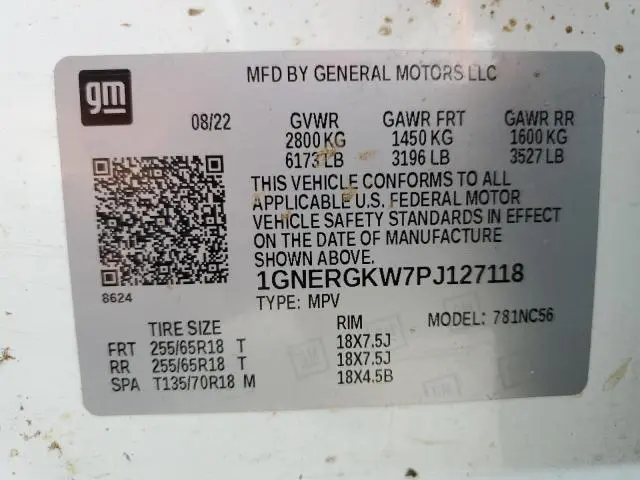 gm
MFD BY GENERAL MOTORS LLC
08/22
GVWR GAWR FRT GAWR RR
2800 KG 1450 KG 1600 KG
6173 LB 3196 LB 3527 LB
THIS VEHICLE CONFORMS TO ALL
APPLICABLE U.S. FEDERAL MOTOR
VEHICLE SAFETY STANDARDS IN EFFECT
ON THE DATE OF MANUFACTURE
SHOWN ABOVE.
1GNERGKW7PJ127118
8624
TYPE: MPV
MODEL: 781NC56
TIRE SIZE RIM
FRT 255/65R18 T 18X7.5J
RR 255/65R18 T 18X7.5J
SPA T135/70R18 M 18X4.5B